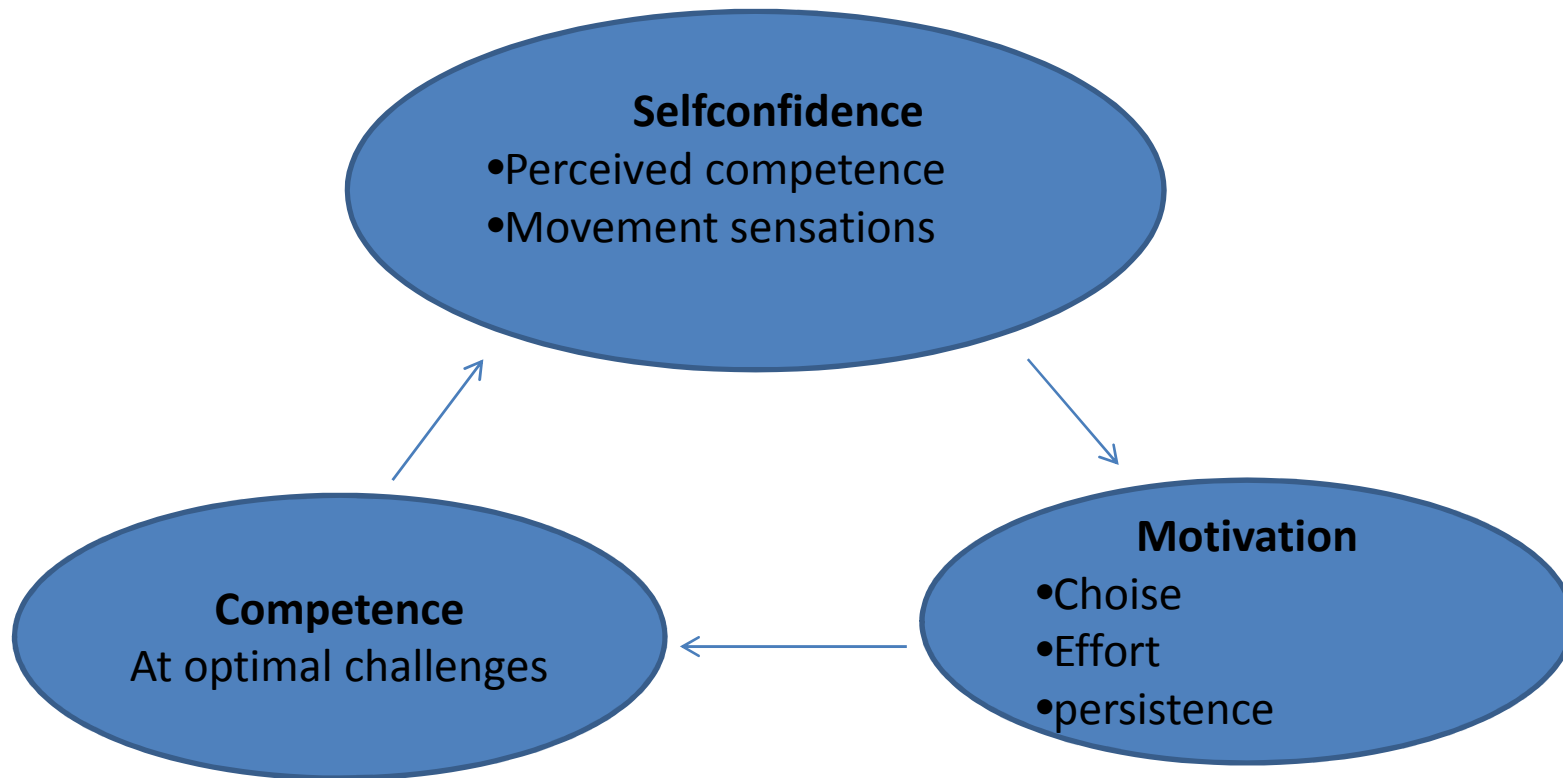 Selfconfidence
•Perceived competence
•Movement sensations
Motivation
•Choise
•Effort
•persistence
Competence
At optimal challenges